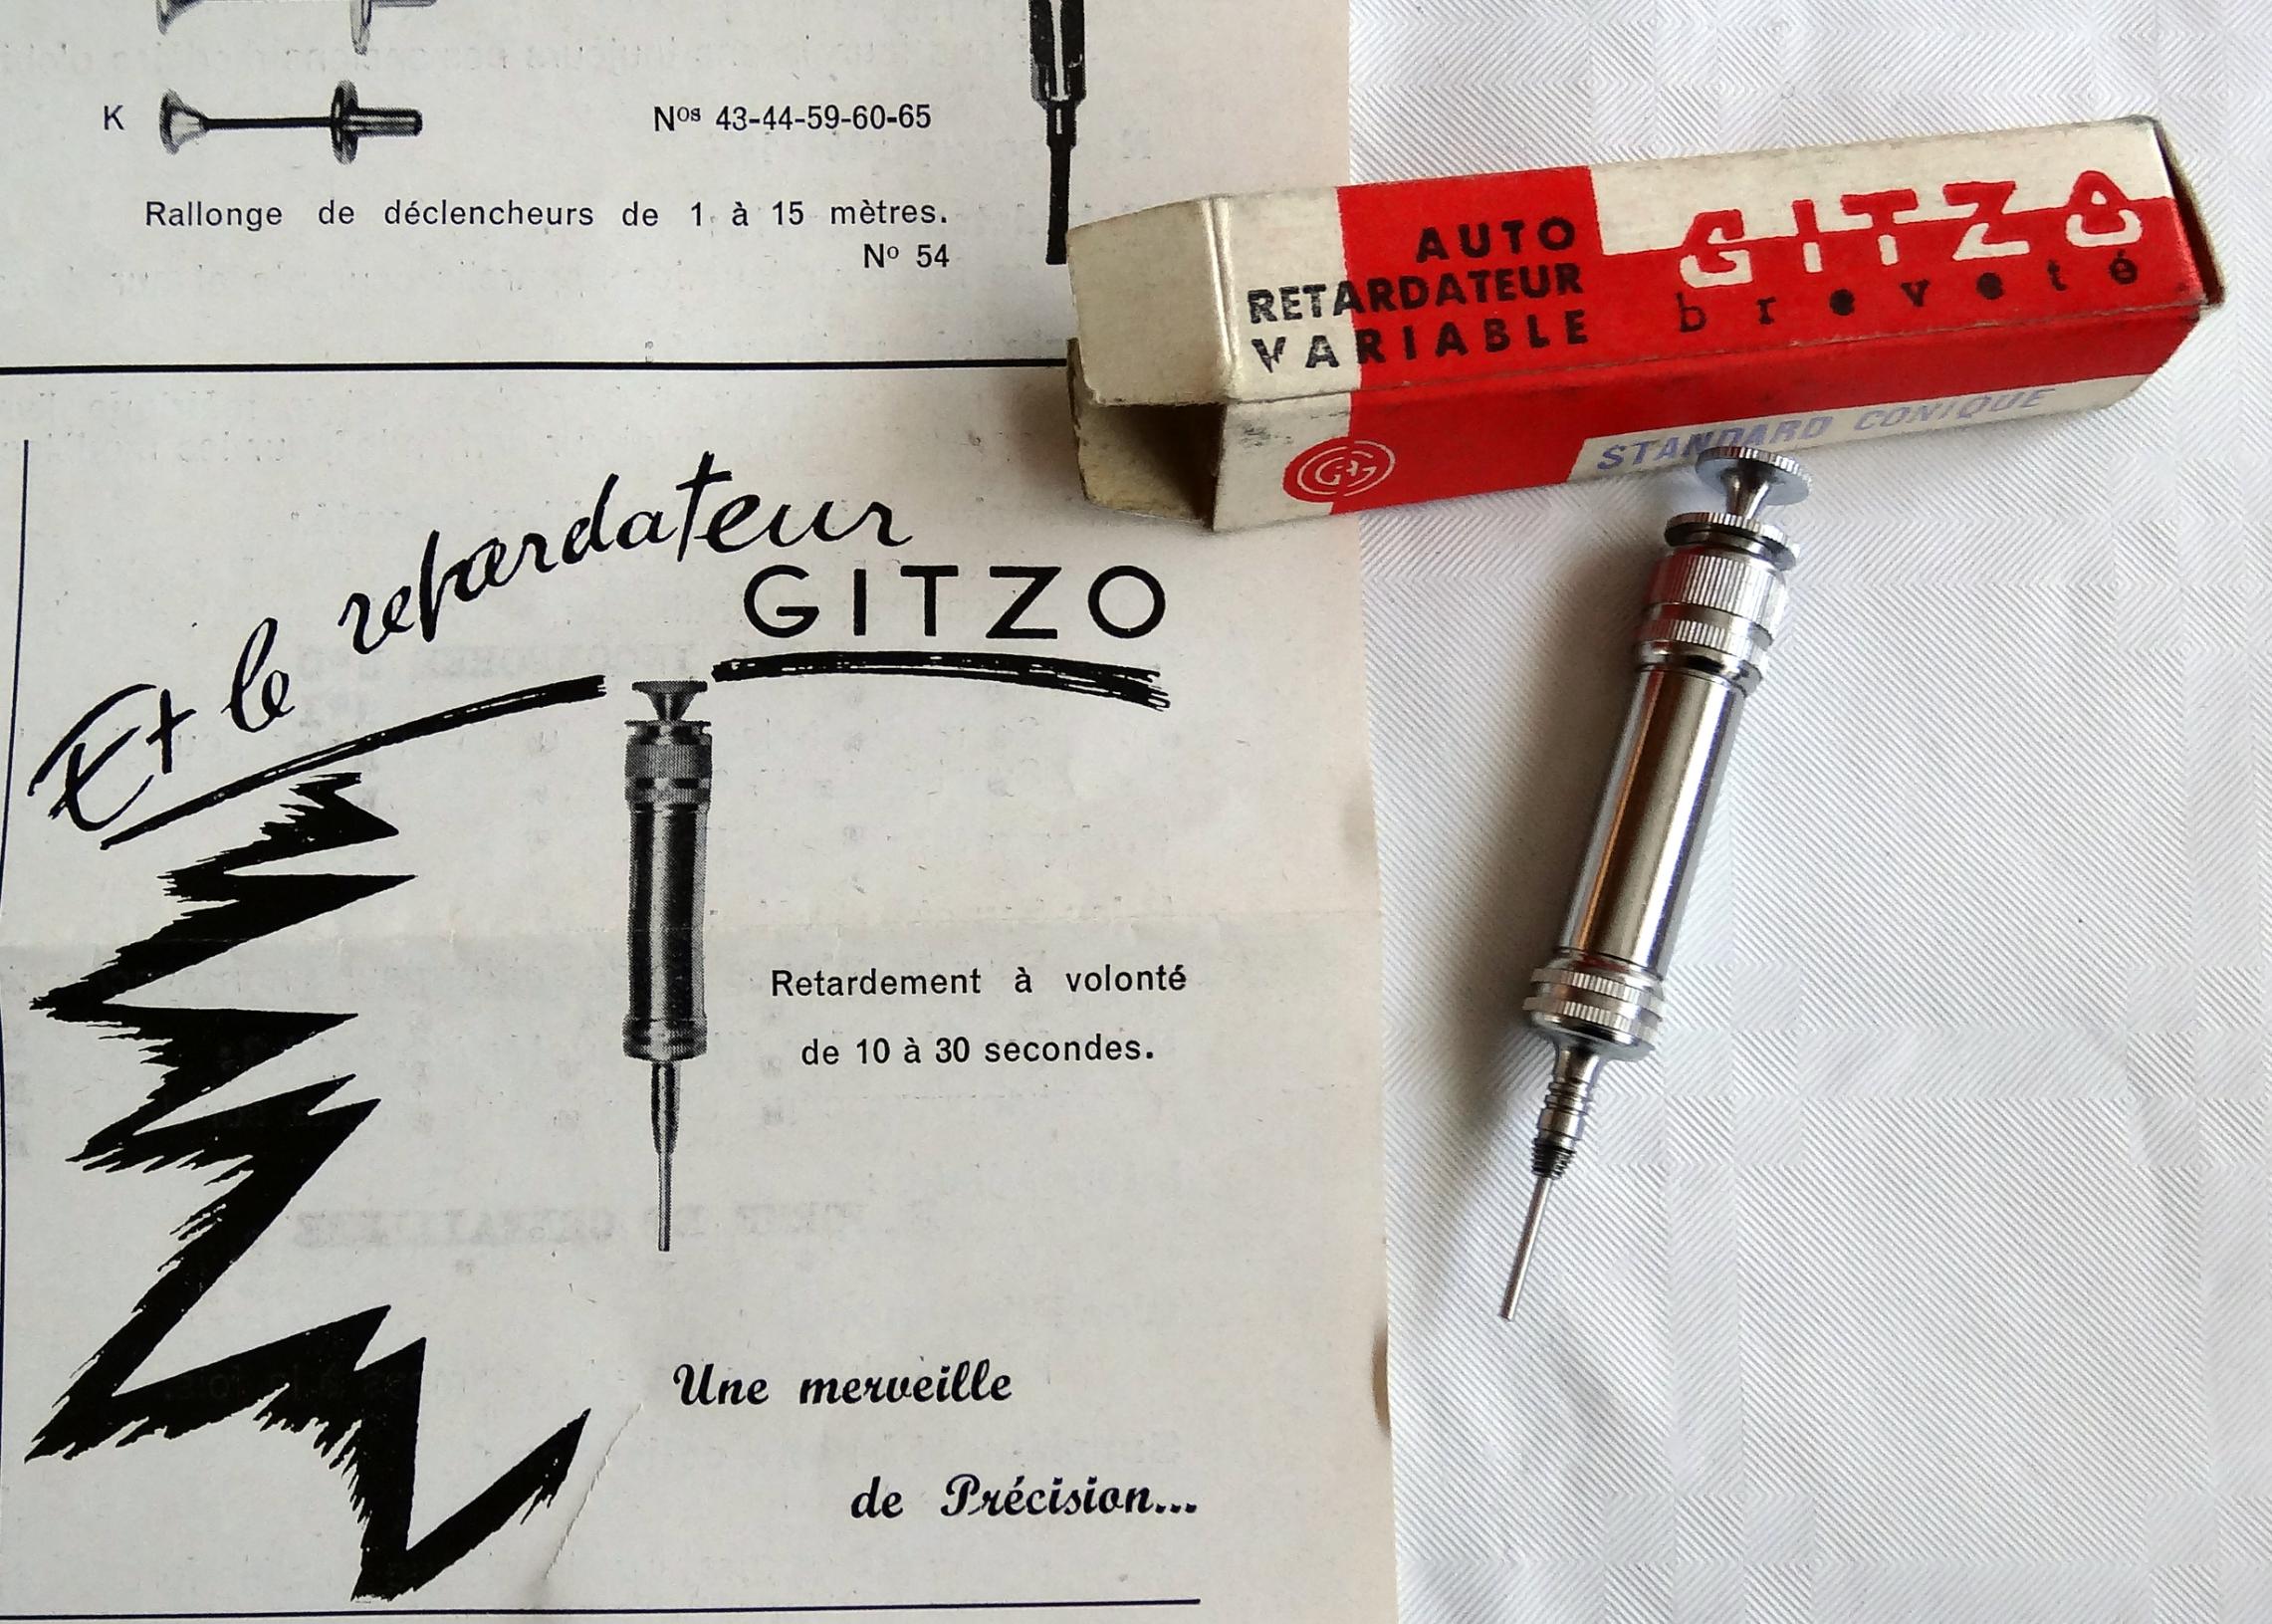 K Nos 43-44-59-60-65
Rallonge de déclencheurs de 1 à 15 mètres.
No 54
AUTO
RETARDATEUR
VARIABLE
GITZO
breveté
GG
STANDARD CONIQUE
Et le retardateur
GITZO
Retardement à volonté
de 10 à 30 secondes.
Une merveille
de Précision...